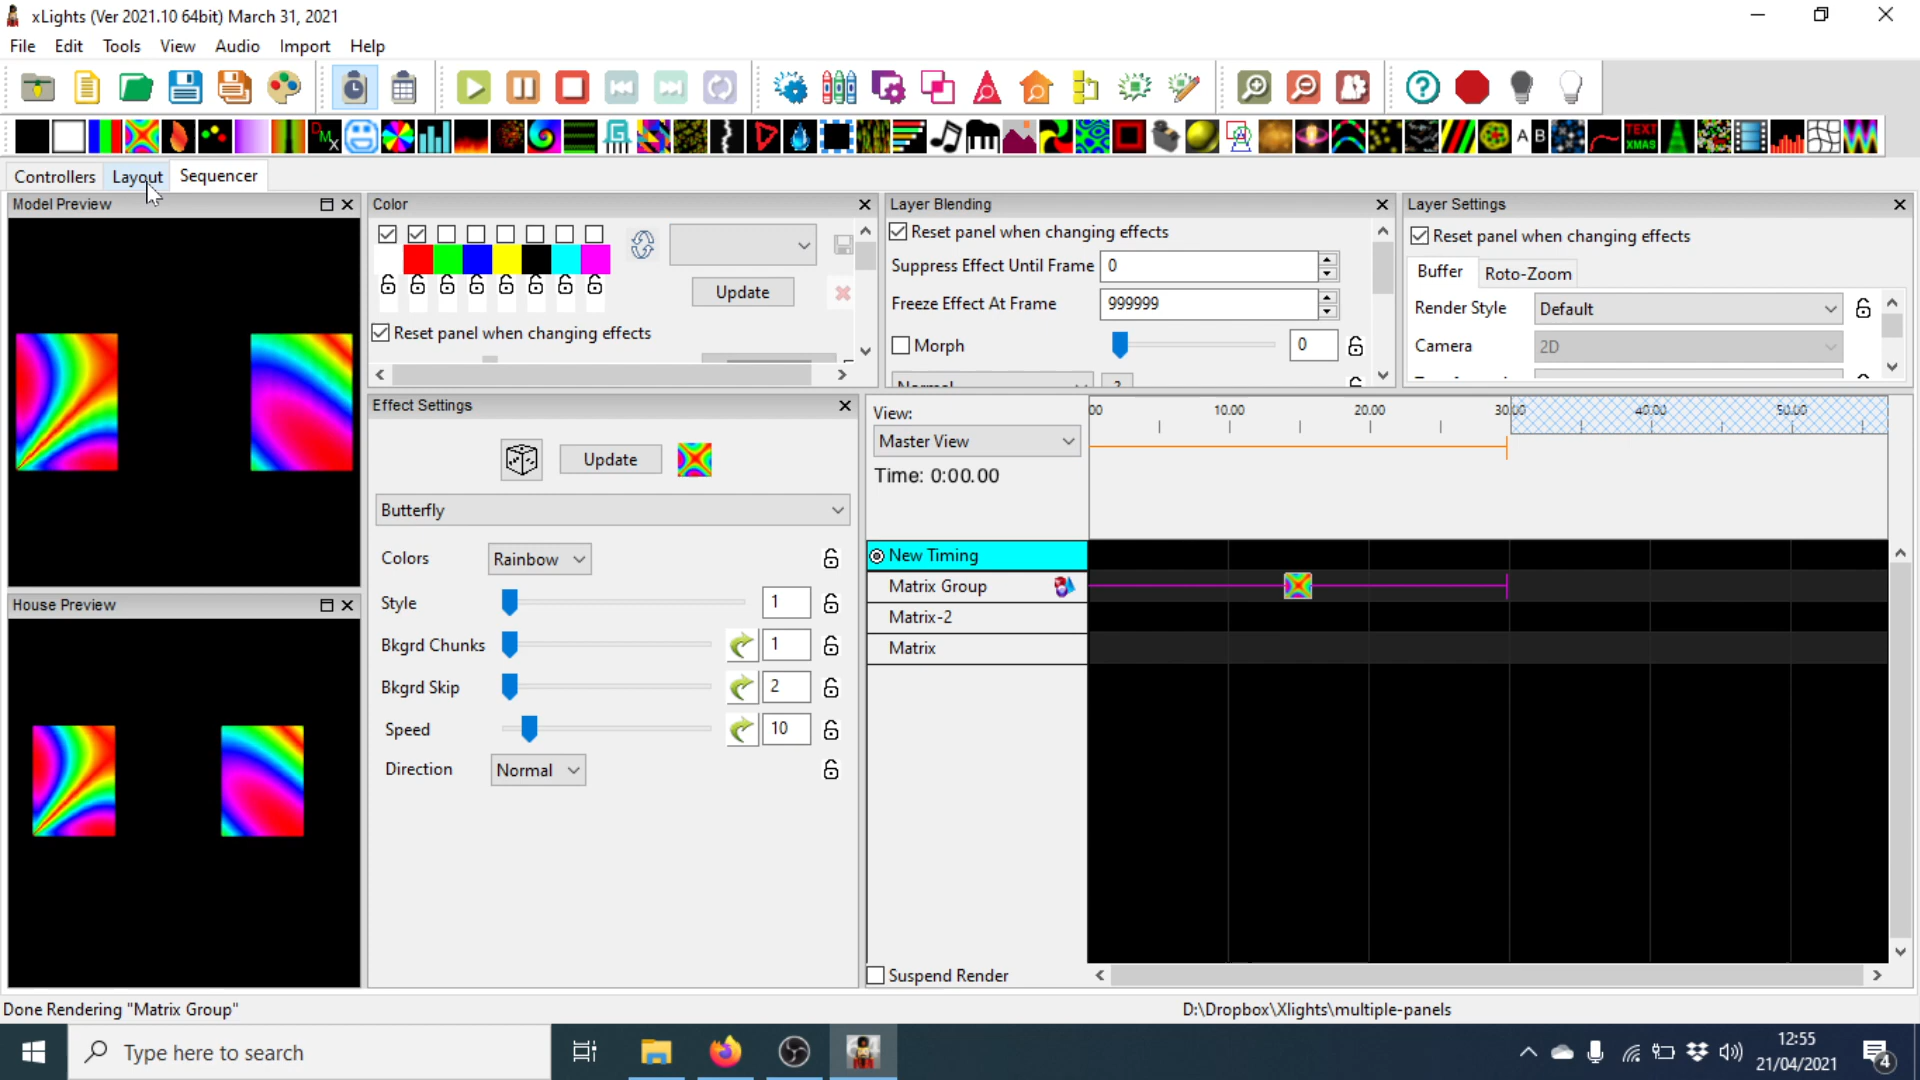 xLights (Ver 2021.10 64bit) March 31, 2021
File Edit Tools View Audio Import Help
Controllers Layout Sequencer
Model Preview
Color
Update
Reset panel when changing effects
Layer Blending
Reset panel when changing effects
Suppress Effect Until Frame 0
Freeze Effect At Frame 999999
Morph 0
Normal ?
Layer Settings
Reset panel when changing effects
Buffer Roto-Zoom
Render Style Default
Camera 2D
House Preview
Effect Settings
Update
Butterfly
Colors Rainbow
Style 1
Bkgrd Chunks 1
Bkgrd Skip 2
Speed 10
Direction Normal
View:
Master View
Time: 0:00.00
00 10.00 20.00 30.00 40.00 50.00
New Timing
Matrix Group
Matrix-2
Matrix
Suspend Render
Done Rendering "Matrix Group"
D:\Dropbox\Xlights\multiple-panels
Type here to search
12:55
21/04/2021
4